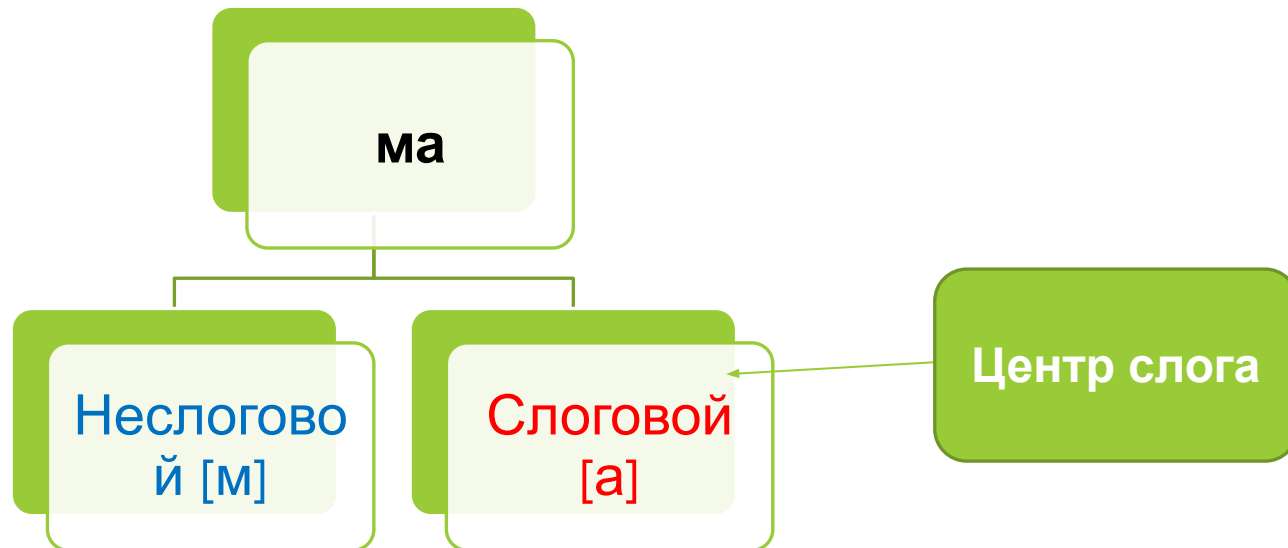 ма
Неслогово
й [м]
Слоговой
[а]
Центр слога